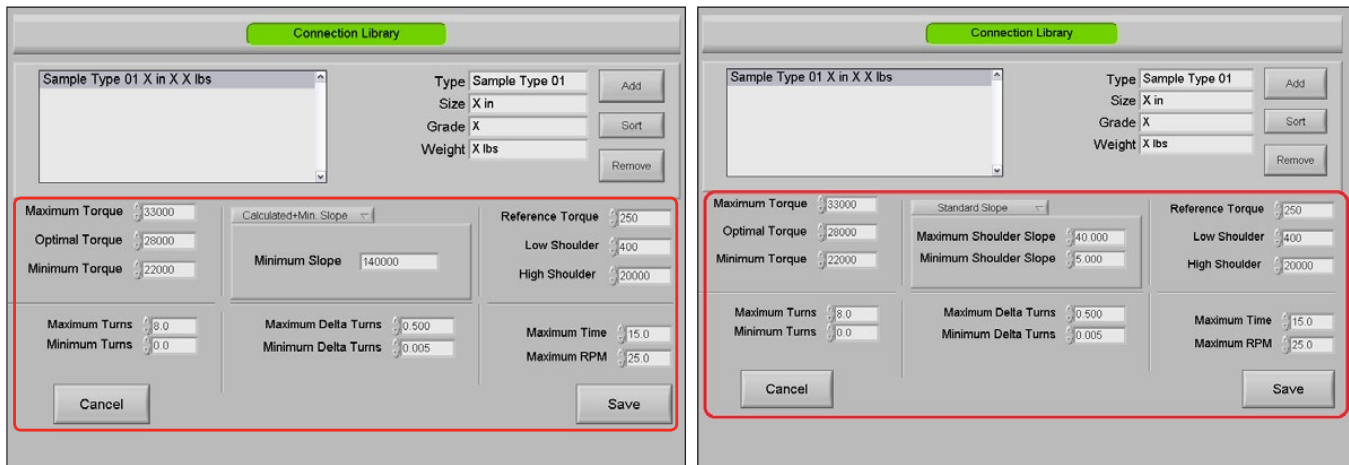 Connection Library
Sample Type 01 X in X X lbs
Type Sample Type 01
Size X in
Grade X
Weight X lbs
Add
Sort
Remove
Maximum Torque 33000
Optimal Torque 28000
Minimum Torque 22000
Calculated+Min. Slope
Minimum Slope 140000
Reference Torque 250
Low Shoulder 400
High Shoulder 20000
Maximum Turns 8.0
Minimum Turns 0.0
Maximum Delta Turns 0.500
Minimum Delta Turns 0.005
Maximum Time 15.0
Maximum RPM 25.0
Cancel
Save
Connection Library
Sample Type 01 X in X X lbs
Type Sample Type 01
Size X in
Grade X
Weight X lbs
Add
Sort
Remove
Maximum Torque 33000
Optimal Torque 28000
Minimum Torque 22000
Standard Slope
Maximum Shoulder Slope 40.000
Minimum Shoulder Slope 5.000
Reference Torque 250
Low Shoulder 400
High Shoulder 20000
Maximum Turns 8.0
Minimum Turns 0.0
Maximum Delta Turns 0.500
Minimum Delta Turns 0.005
Maximum Time 15.0
Maximum RPM 25.0
Cancel
Save